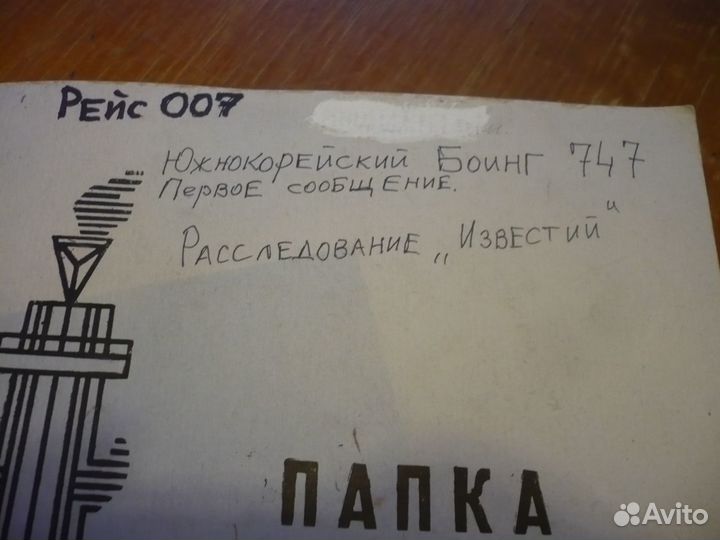 Рейс 007
Южнокорейский Боинг 747
Первое сообщение.
Расследование „Известий"
ПАПКА
Avito